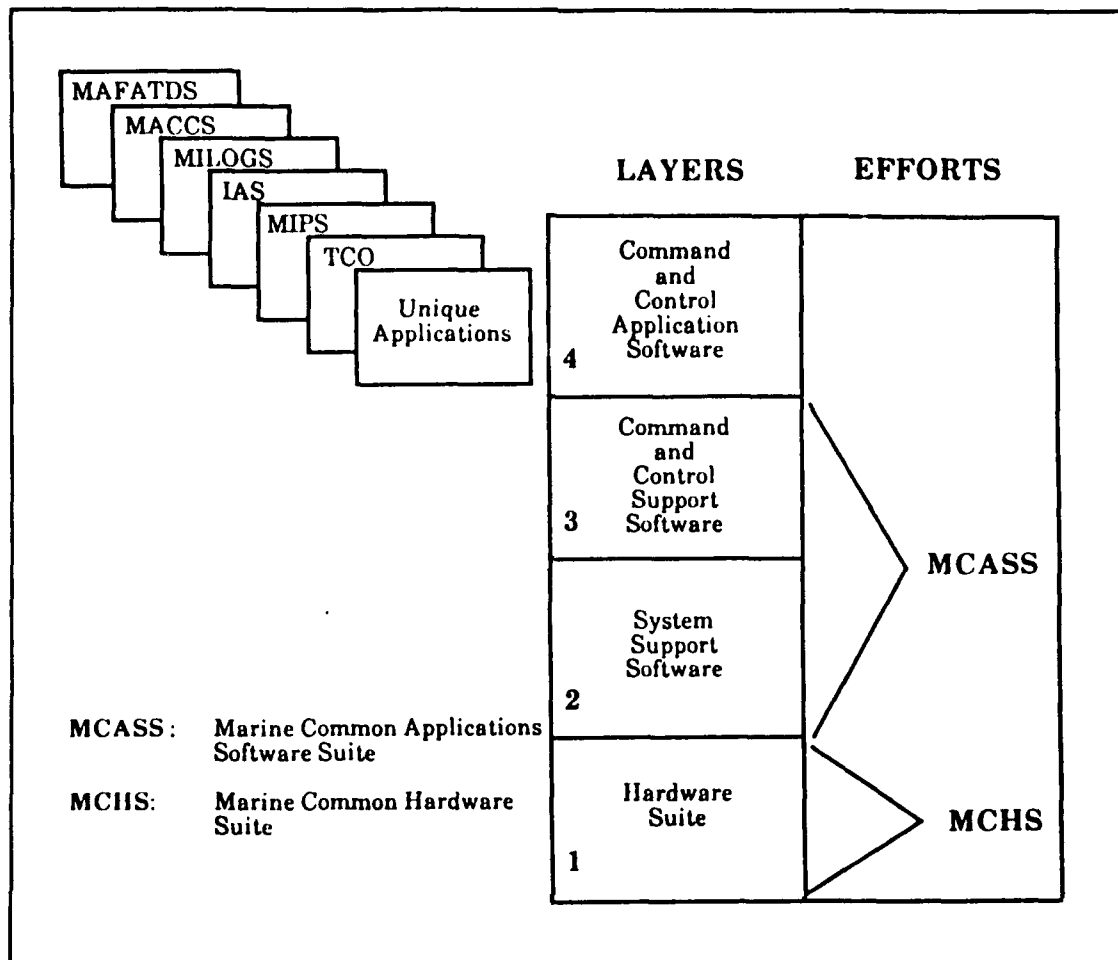 MAFATDS
MACCS
MILOGS
IAS
MIPS
TCO
Unique
Applications
LAYERS EFFORTS
Command
and
Control
Application
Software
4
Command
and
Control
Support
Software
3
MCASS
System
Support
Software
2
Hardware
Suite
1
MCHS
MCASS: Marine Common Applications
Software Suite
MCHS: Marine Common Hardware
Suite